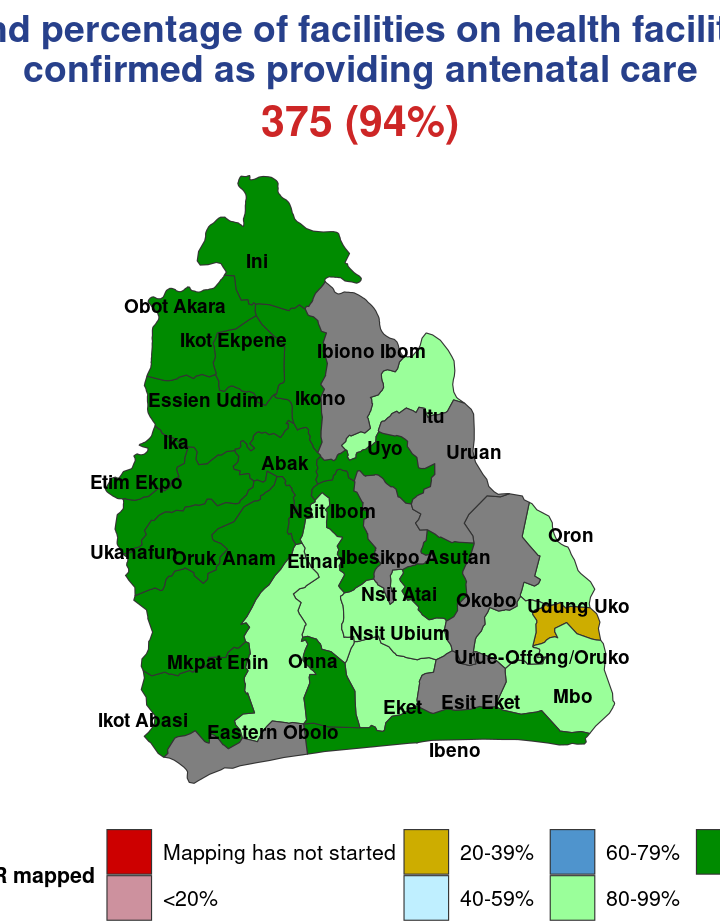 nd percentage of facilities on health facilit
confirmed as providing antenatal care
375 (94%)
Ini
Obot Akara
Ikot Ekpene
Ibiono Ibom
Essien Udim
Ikono
Itu
Ika
Uyo
Uruan
Abak
Etim Ekpo
Nsit Ibom
Oron
Ukanafun
Oruk Anam
Etinan
Ibesikpo Asutan
Nsit Atai
Okobo
Udung Uko
Nsit Ubium
Mkpat Enin
Onna
Urue-Offong/Oruko
Eket
Esit Eket
Mbo
Ikot Abasi
Eastern Obolo
Ibeno
R mapped
Mapping has not started
20-39%
60-79%
<20%
40-59%
80-99%